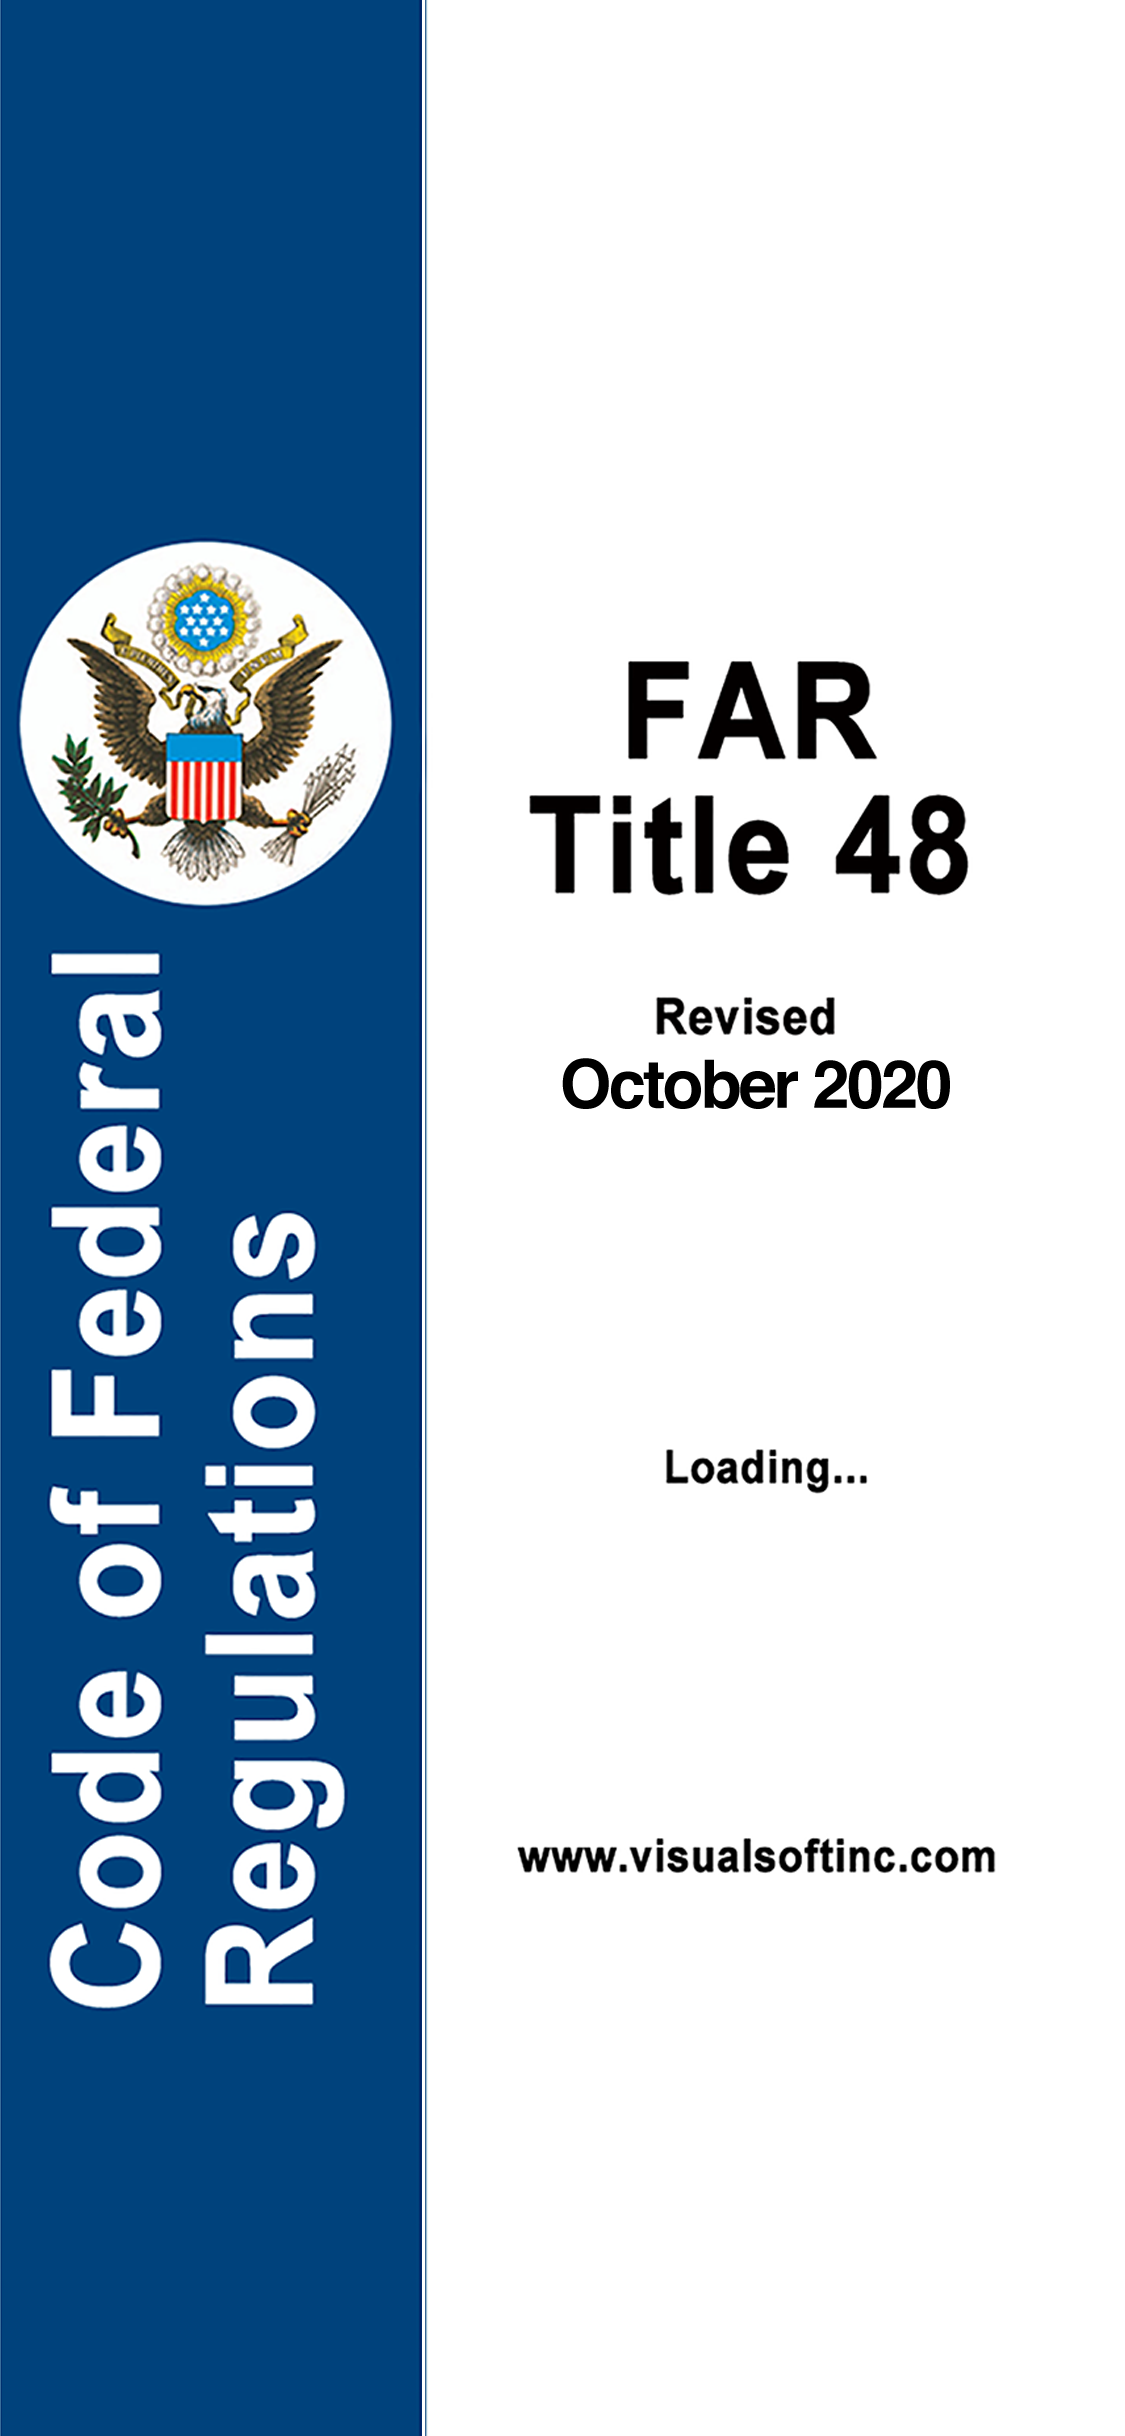 Code of Federal
Regulations
FAR
Title 48
Revised
October 2020
Loading...
www.visualsoftinc.com